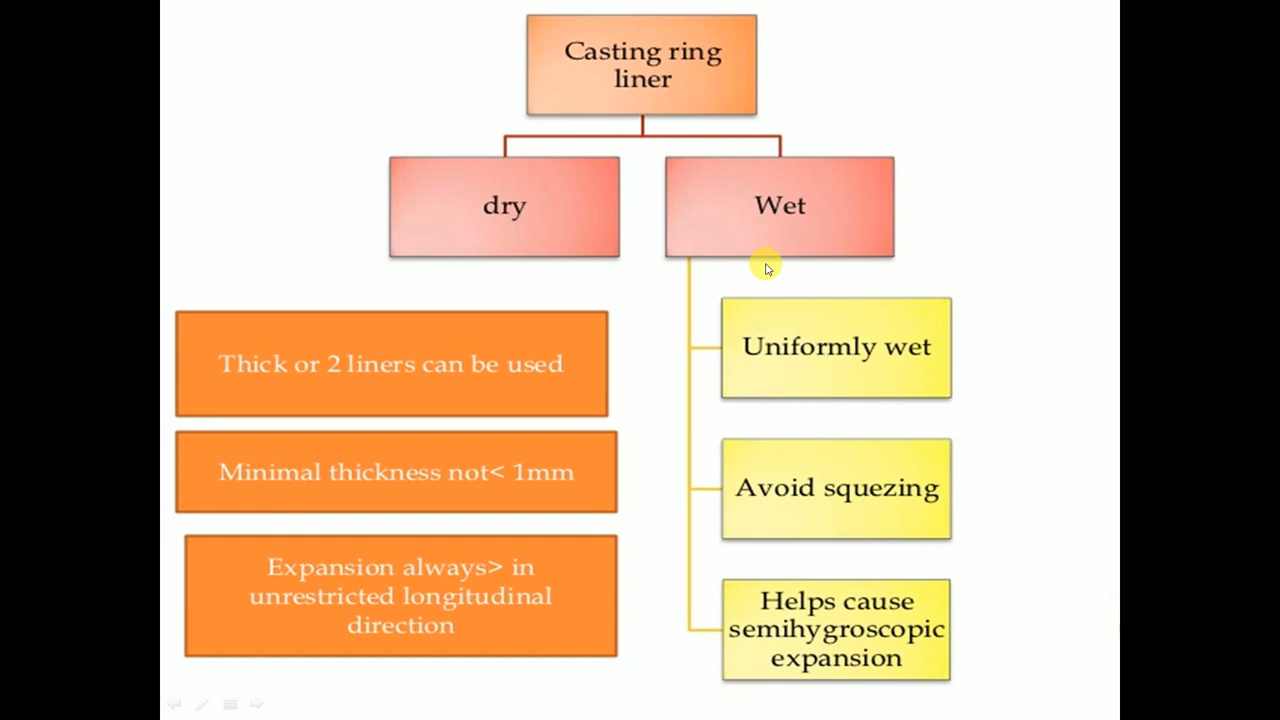 Casting ring
liner
dry
Wet
Thick or 2 liners can be used
Minimal thickness not< 1mm
Expansion always> in
unrestricted longitudinal
direction
Uniformly wet
Avoid squezing
Helps cause
semihygroscopic
expansion